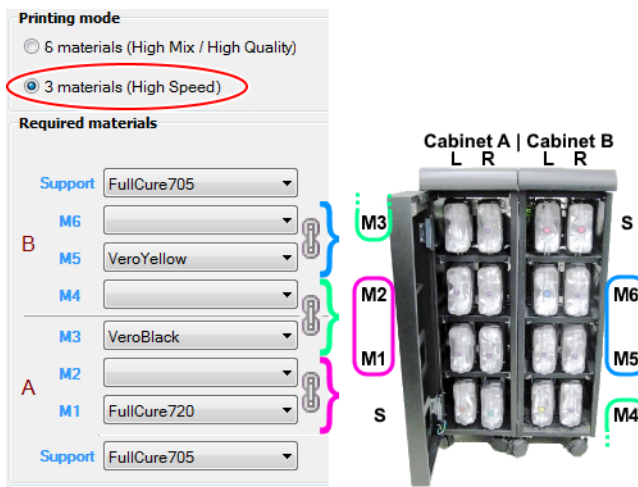 Printing mode
6 materials (High Mix / High Quality)
3 materials (High Speed)
Required materials
Support FullCure705
M6
B
M5 VeroYellow
M4
M3 VeroBlack
A
M2
M1 FullCure720
Support FullCure705
Cabinet A | Cabinet B
L R L R
M3 S
M2 M6
M1 M5
S M4